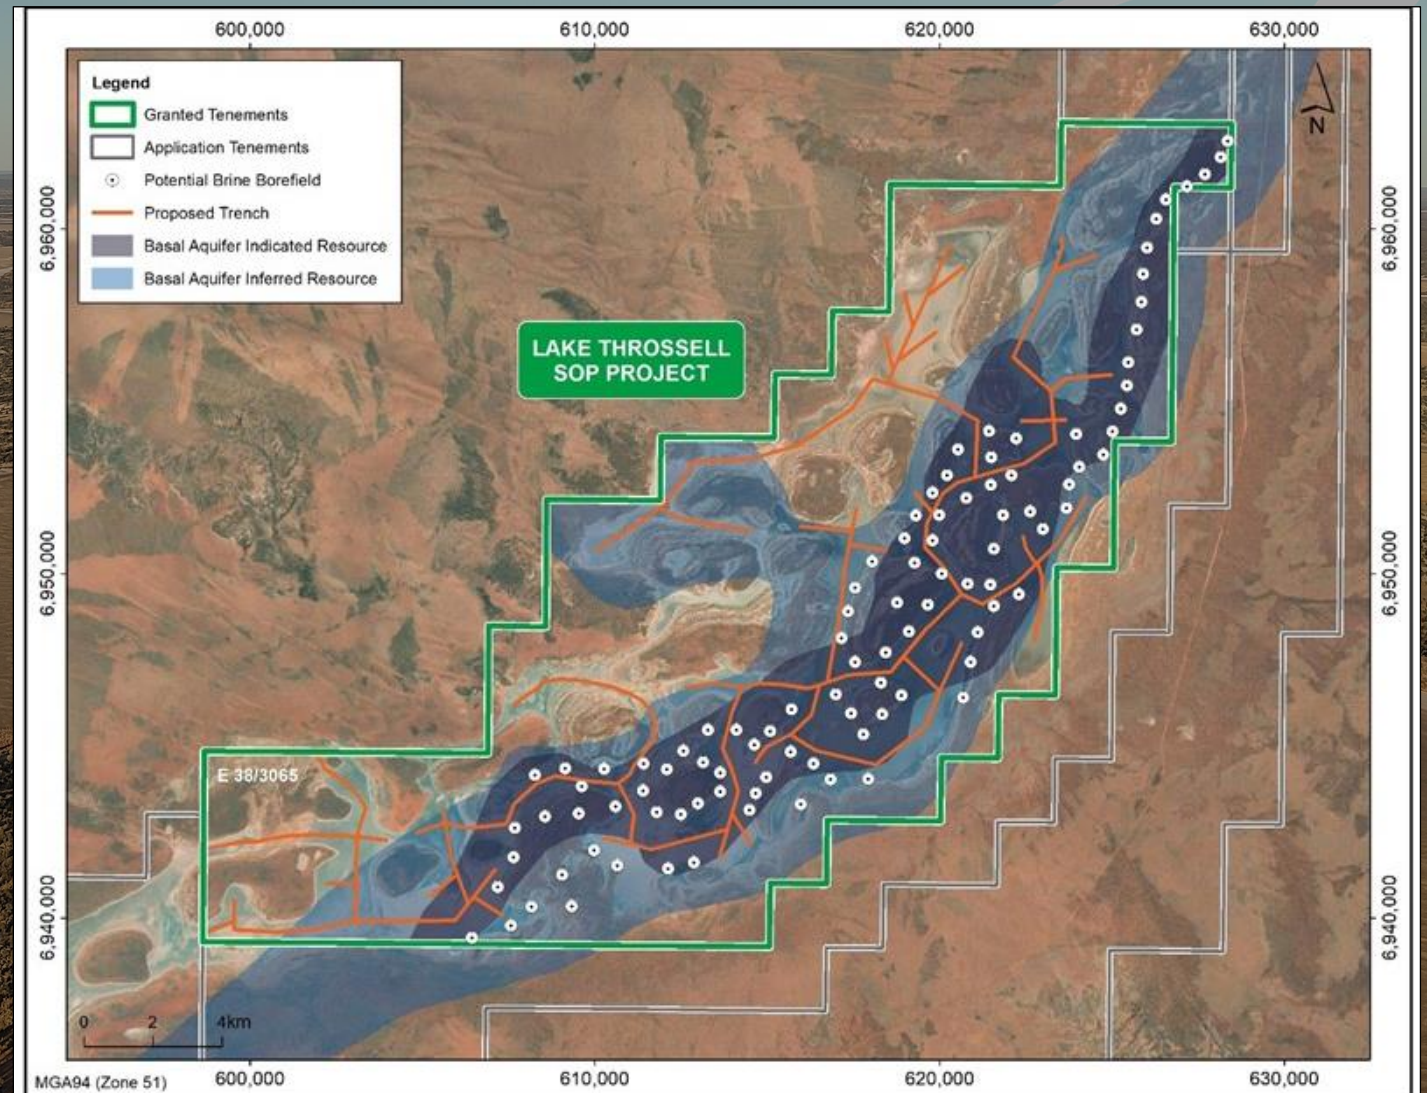 600,000
610,000
620,000
630,000
Legend
Granted Tenements
Application Tenements
Potential Brine Borefield
Proposed Trench
Basal Aquifer Indicated Resource
Basal Aquifer Inferred Resource
N
6,960,000
6,960,000
LAKE THROSSELL
SOP PROJECT
6,950,000
6,950,000
E 38/3065
6,940,000
6,940,000
0 2 4km
MGA94 (Zone 51)
600,000
610,000
620,000
630,000